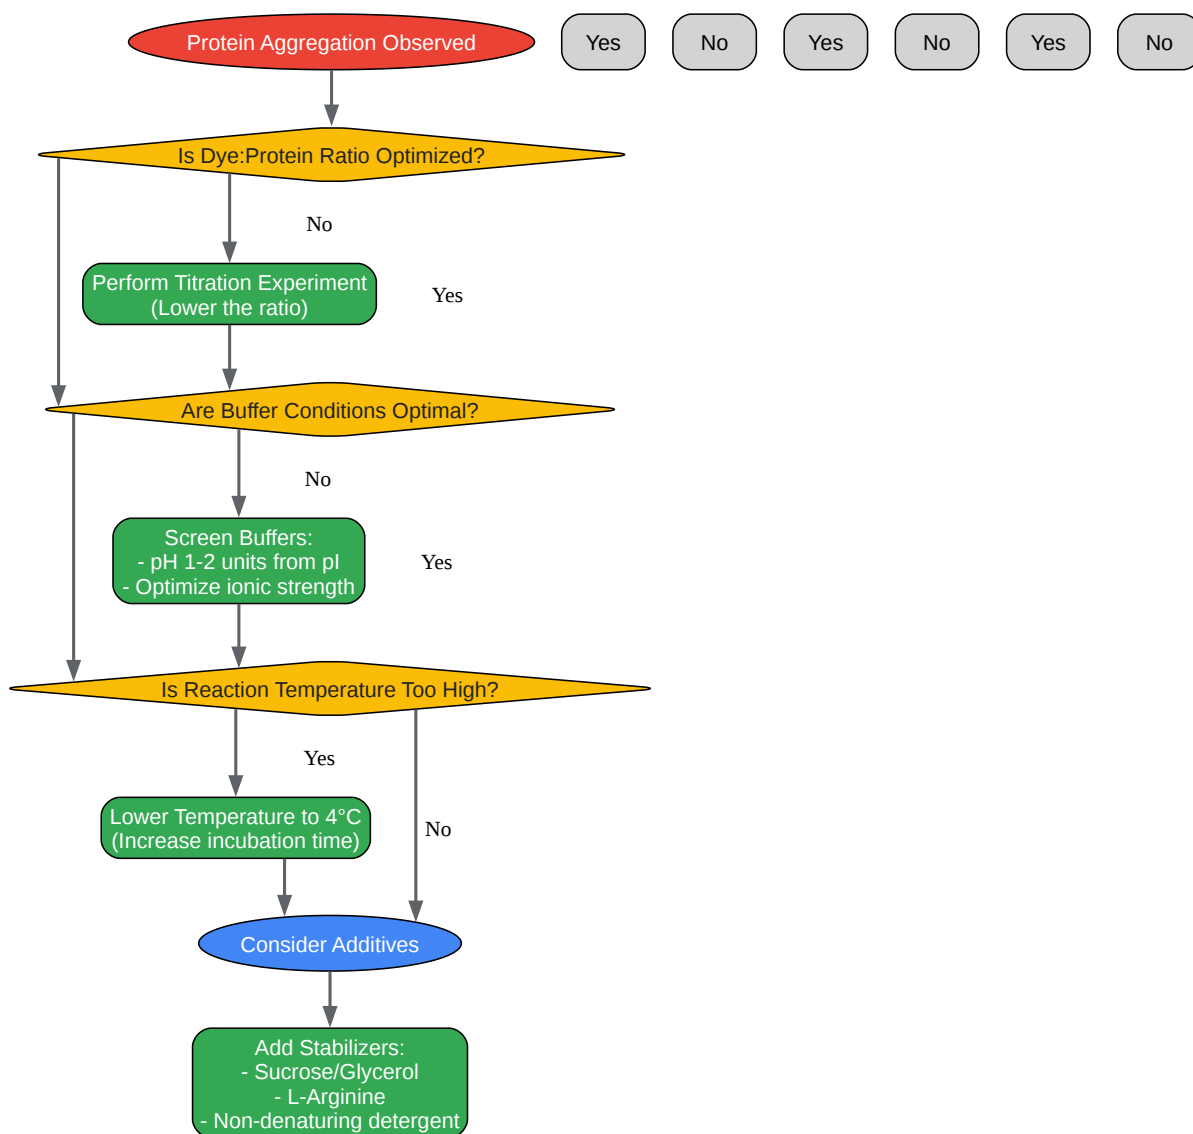 Protein Aggregation Observed
Yes
No
Yes
No
Yes
No
Is Dye:Protein Ratio Optimized?
No
Perform Titration Experiment
(Lower the ratio)
Yes
Are Buffer Conditions Optimal?
No
Screen Buffers:
- pH 1-2 units from pI
- Optimize ionic strength
Yes
Is Reaction Temperature Too High?
Yes
Lower Temperature to 4°C
(Increase incubation time)
No
Consider Additives
Add Stabilizers:
- Sucrose/Glycerol
- L-Arginine
- Non-denaturing detergent